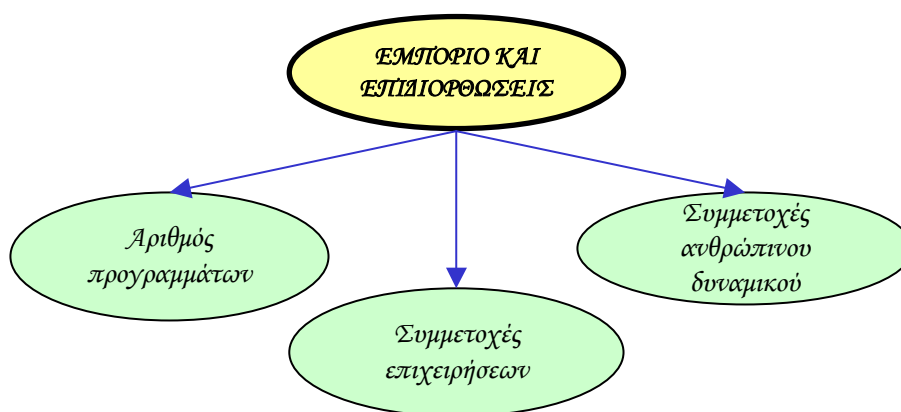 ΕΜΠΟΡΙΟ ΚΑΙ
ΕΠΙΔΙΟΡΘΩΣΕΙΣ
Αριθμός
προγραμμάτων
Συμμετοχές
επιχειρήσεων
Συμμετοχές
ανθρώπινου
δυναμικού